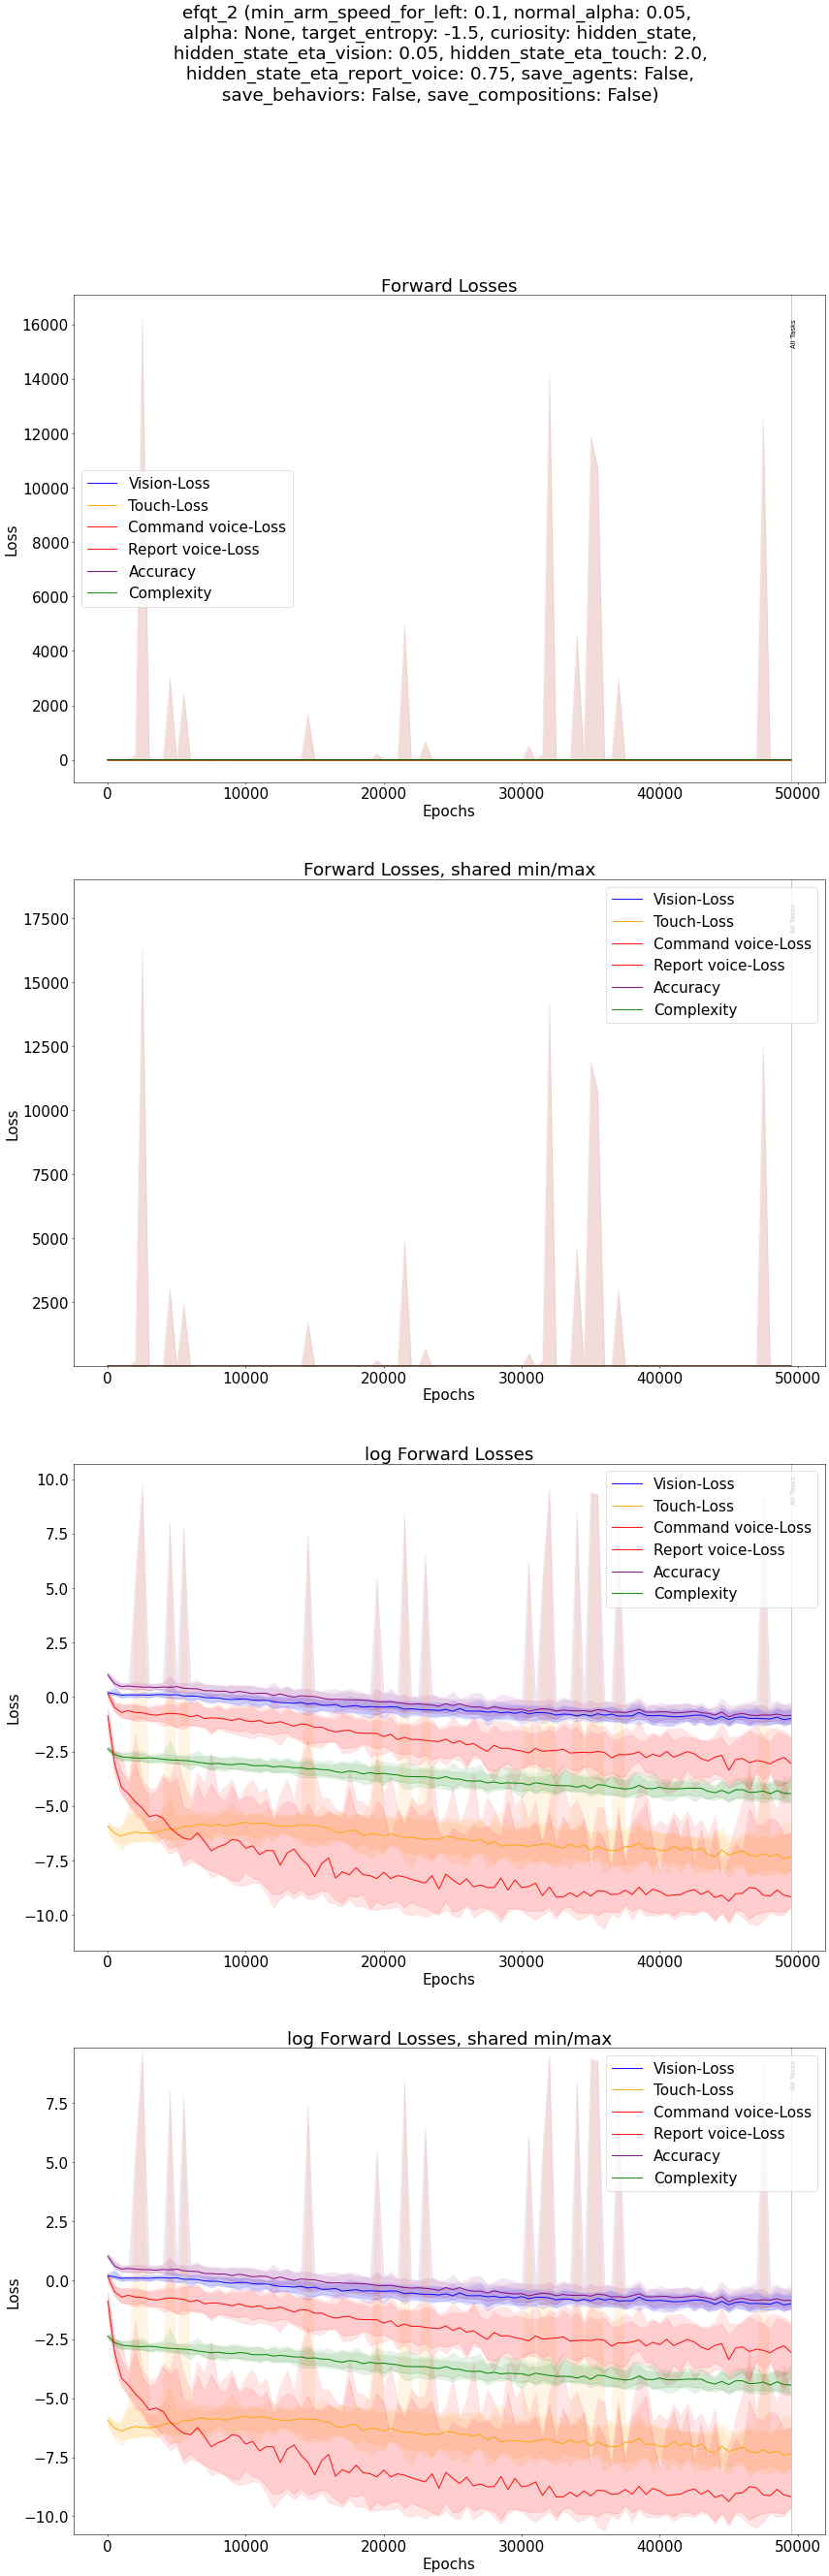 efqt_2 (min_arm_speed_for_left: 0.1, normal_alpha: 0.05,
alpha: None, target_entropy: -1.5, curiosity: hidden_state,
hidden_state_eta_vision: 0.05, hidden_state_eta_touch: 2.0,
hidden_state_eta_report_voice: 0.75, save_agents: False,
save_behaviors: False, save_compositions: False)
Forward Losses
16000
14000
12000
10000
8000
6000
4000
2000
0
Loss
Vision-Loss
Touch-Loss
Command voice-Loss
Report voice-Loss
Accuracy
Complexity
All Tasks
0 10000 20000 30000 40000 50000
Epochs
Forward Losses, shared min/max
17500
15000
12500
10000
7500
5000
2500
Loss
Vision-Loss
Touch-Loss
Command voice-Loss
Report voice-Loss
Accuracy
Complexity
All Tasks
0 10000 20000 30000 40000 50000
Epochs
log Forward Losses
10.0
7.5
5.0
2.5
0.0
−2.5
−5.0
−7.5
−10.0
Loss
Vision-Loss
Touch-Loss
Command voice-Loss
Report voice-Loss
Accuracy
Complexity
All Tasks
0 10000 20000 30000 40000 50000
Epochs
log Forward Losses, shared min/max
7.5
5.0
2.5
0.0
−2.5
−5.0
−7.5
−10.0
Loss
Vision-Loss
Touch-Loss
Command voice-Loss
Report voice-Loss
Accuracy
Complexity
All Tasks
0 10000 20000 30000 40000 50000
Epochs